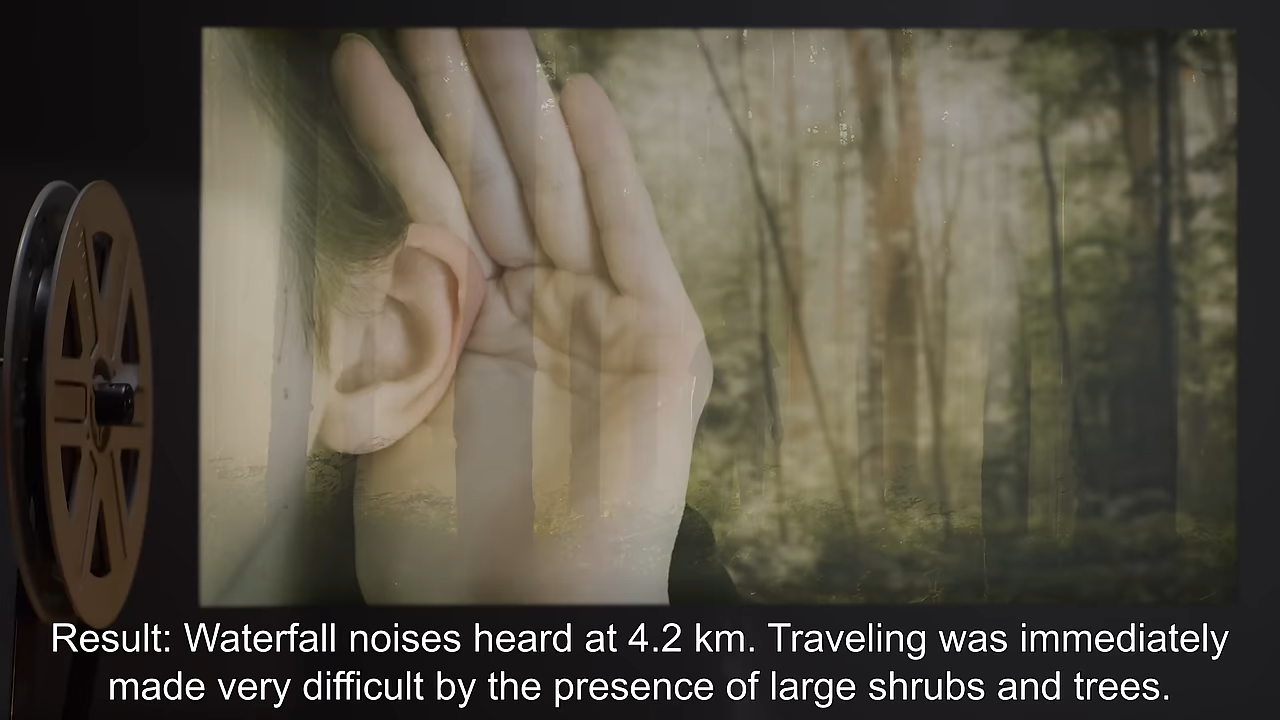 Result: Waterfall noises heard at 4.2 km. Traveling was immediately
made very difficult by the presence of large shrubs and trees.